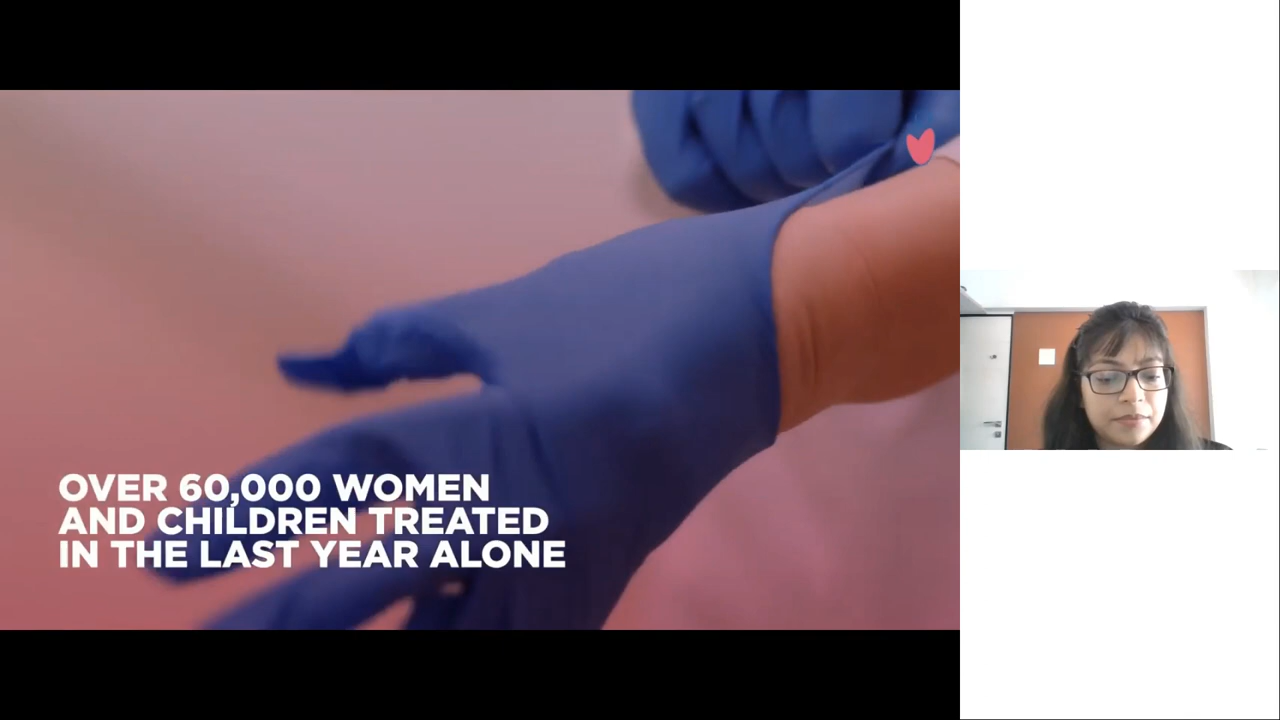 OVER 60,000 WOMEN
AND CHILDREN TREATED
IN THE LAST YEAR ALONE